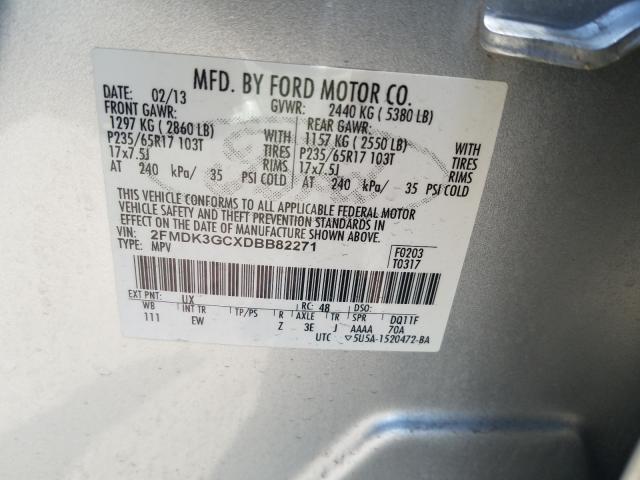 MFD. BY FORD MOTOR CO.
DATE: 02/13 GVWR: 2440 KG ( 5380 LB)
FRONT GAWR: REAR GAWR:
1297 KG ( 2860 LB) WITH 1157 KG ( 2550 LB) WITH
P235/65R17 103T TIRES P235/65R17 103T TIRES
17x7.5J RIMS 17x7.5J RIMS
AT 240 kPa/ 35 PSI COLD AT 240 kPa/ 35 PSI COLD
THIS VEHICLE CONFORMS TO ALL APPLICABLE FEDERAL MOTOR
VEHICLE SAFETY AND THEFT PREVENTION STANDARDS IN
EFFECT ON THE DATE OF MANUFACTURE SHOWN ABOVE.
VIN: 2FMDK3GCXDBB82271 F0203
TYPE: MPV T0317
EXT PNT: UX RC: 48 DSO:
WB INT TR TP/PS R AXLE TR SPR DQ11F
111 EW Z 3E J AAAA 70A
UTC ▽5U5A-1520472-BA